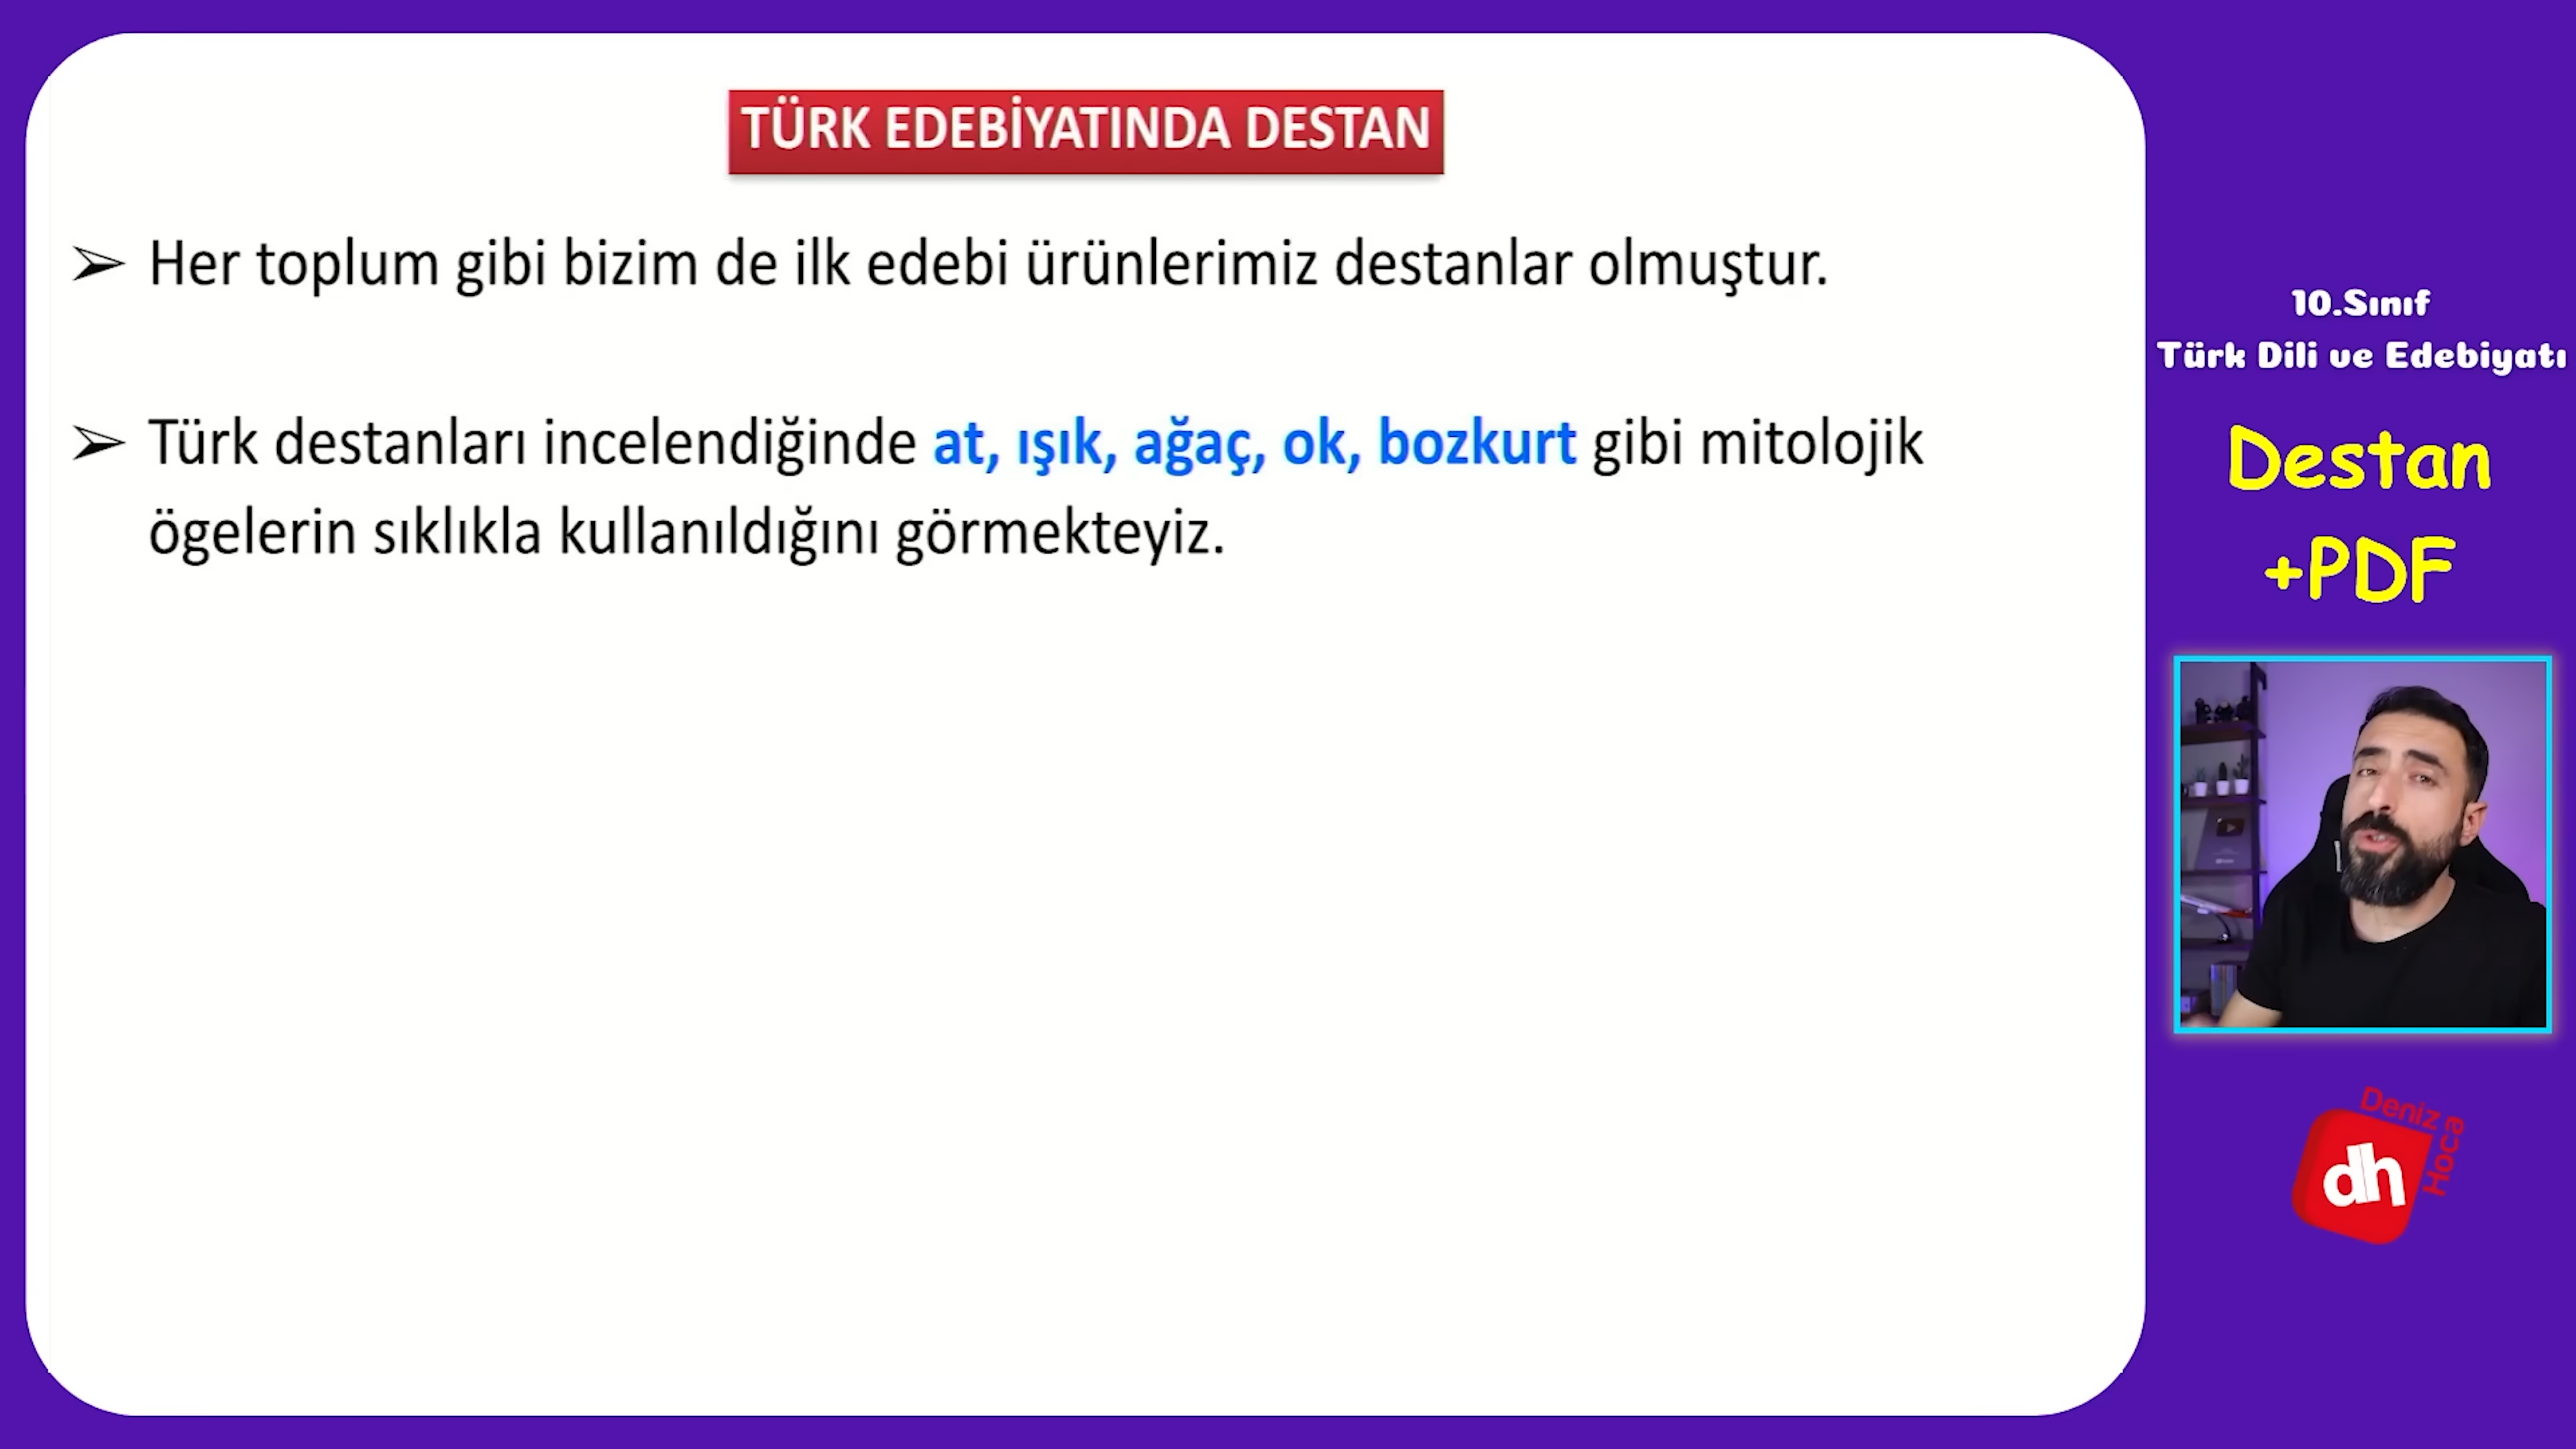 TÜRK EDEBİYATINDA DESTAN
➢ Her toplum gibi bizim de ilk edebi ürünlerimiz destanlar olmuştur.
➢ Türk destanları incelendiğinde at, ışık, ağaç, ok, bozkurt gibi mitolojik
ögelerin sıklıkla kullanıldığını görmekteyiz.
10.Sınıf
Türk Dili ve Edebiyatı
Destan
+PDF
Deniz
Hoca
dh